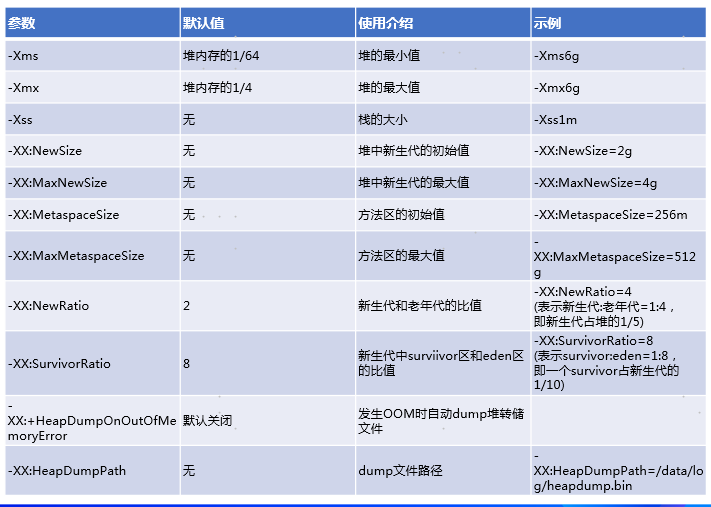 参数 默认值 使用介绍 示例
-Xms 堆内存的1/64 堆的最小值 -Xms6g
-Xmx 堆内存的1/4 堆的最大值 -Xmx6g
-Xss 无 栈的大小 -Xss1m
-XX:NewSize 无 堆中新生代的初始值 -XX:NewSize=2g
-XX:MaxNewSize 无 堆中新生代的最大值 -XX:MaxNewSize=4g
-XX:MetaspaceSize 无 方法区的初始值 -XX:MetaspaceSize=256m
-XX:MaxMetaspaceSize 无 方法区的最大值 -
XX:MaxMetaspaceSize=512
g
-XX:NewRatio 2 新生代和老年代的比值 -XX:NewRatio=4
(表示新生代:老年代=1:4，
即新生代占堆的1/5)
-XX:SurvivorRatio 8 新生代中surviivor区和eden区
的比值 -XX:SurvivorRatio=8
(表示survivor:eden=1:8，
即一个survivor占新生代的
1/10)
-
XX:+HeapDumpOnOutOfMe
moryError 默认关闭 发生OOM时自动dump堆转储
文件
-XX:HeapDumpPath 无 dump文件路径 -
XX:HeapDumpPath=/data/lo
g/heapdump.bin